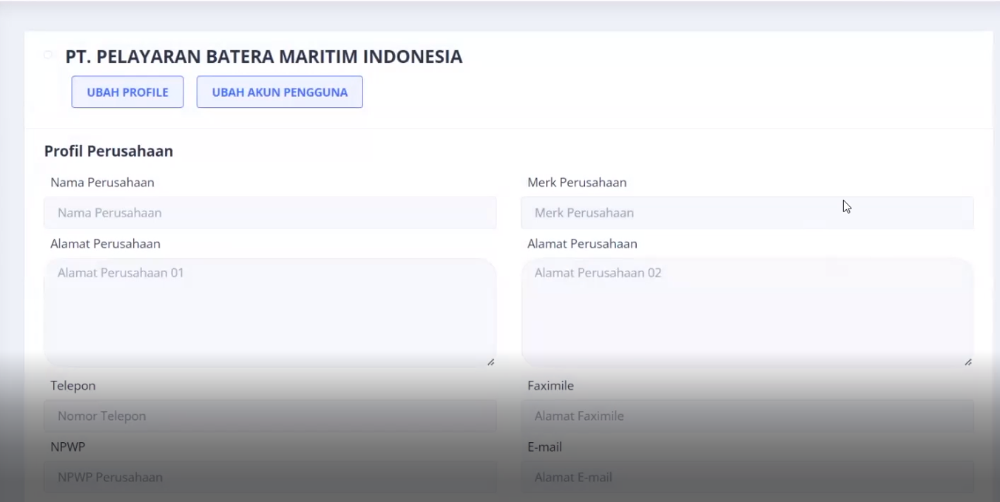 PT. PELAYARAN BATERA MARITIM INDONESIA
UBAH PROFILE
UBAH AKUN PENGGUNA
Profil Perusahaan
Nama Perusahaan
Merk Perusahaan
Nama Perusahaan
Merk Perusahaan
Alamat Perusahaan
Alamat Perusahaan
Alamat Perusahaan 01
Alamat Perusahaan 02
Telepon
Faximile
Nomor Telepon
Alamat Faximile
NPWP
E-mail
NPWP Perusahaan
Alamat E-mail